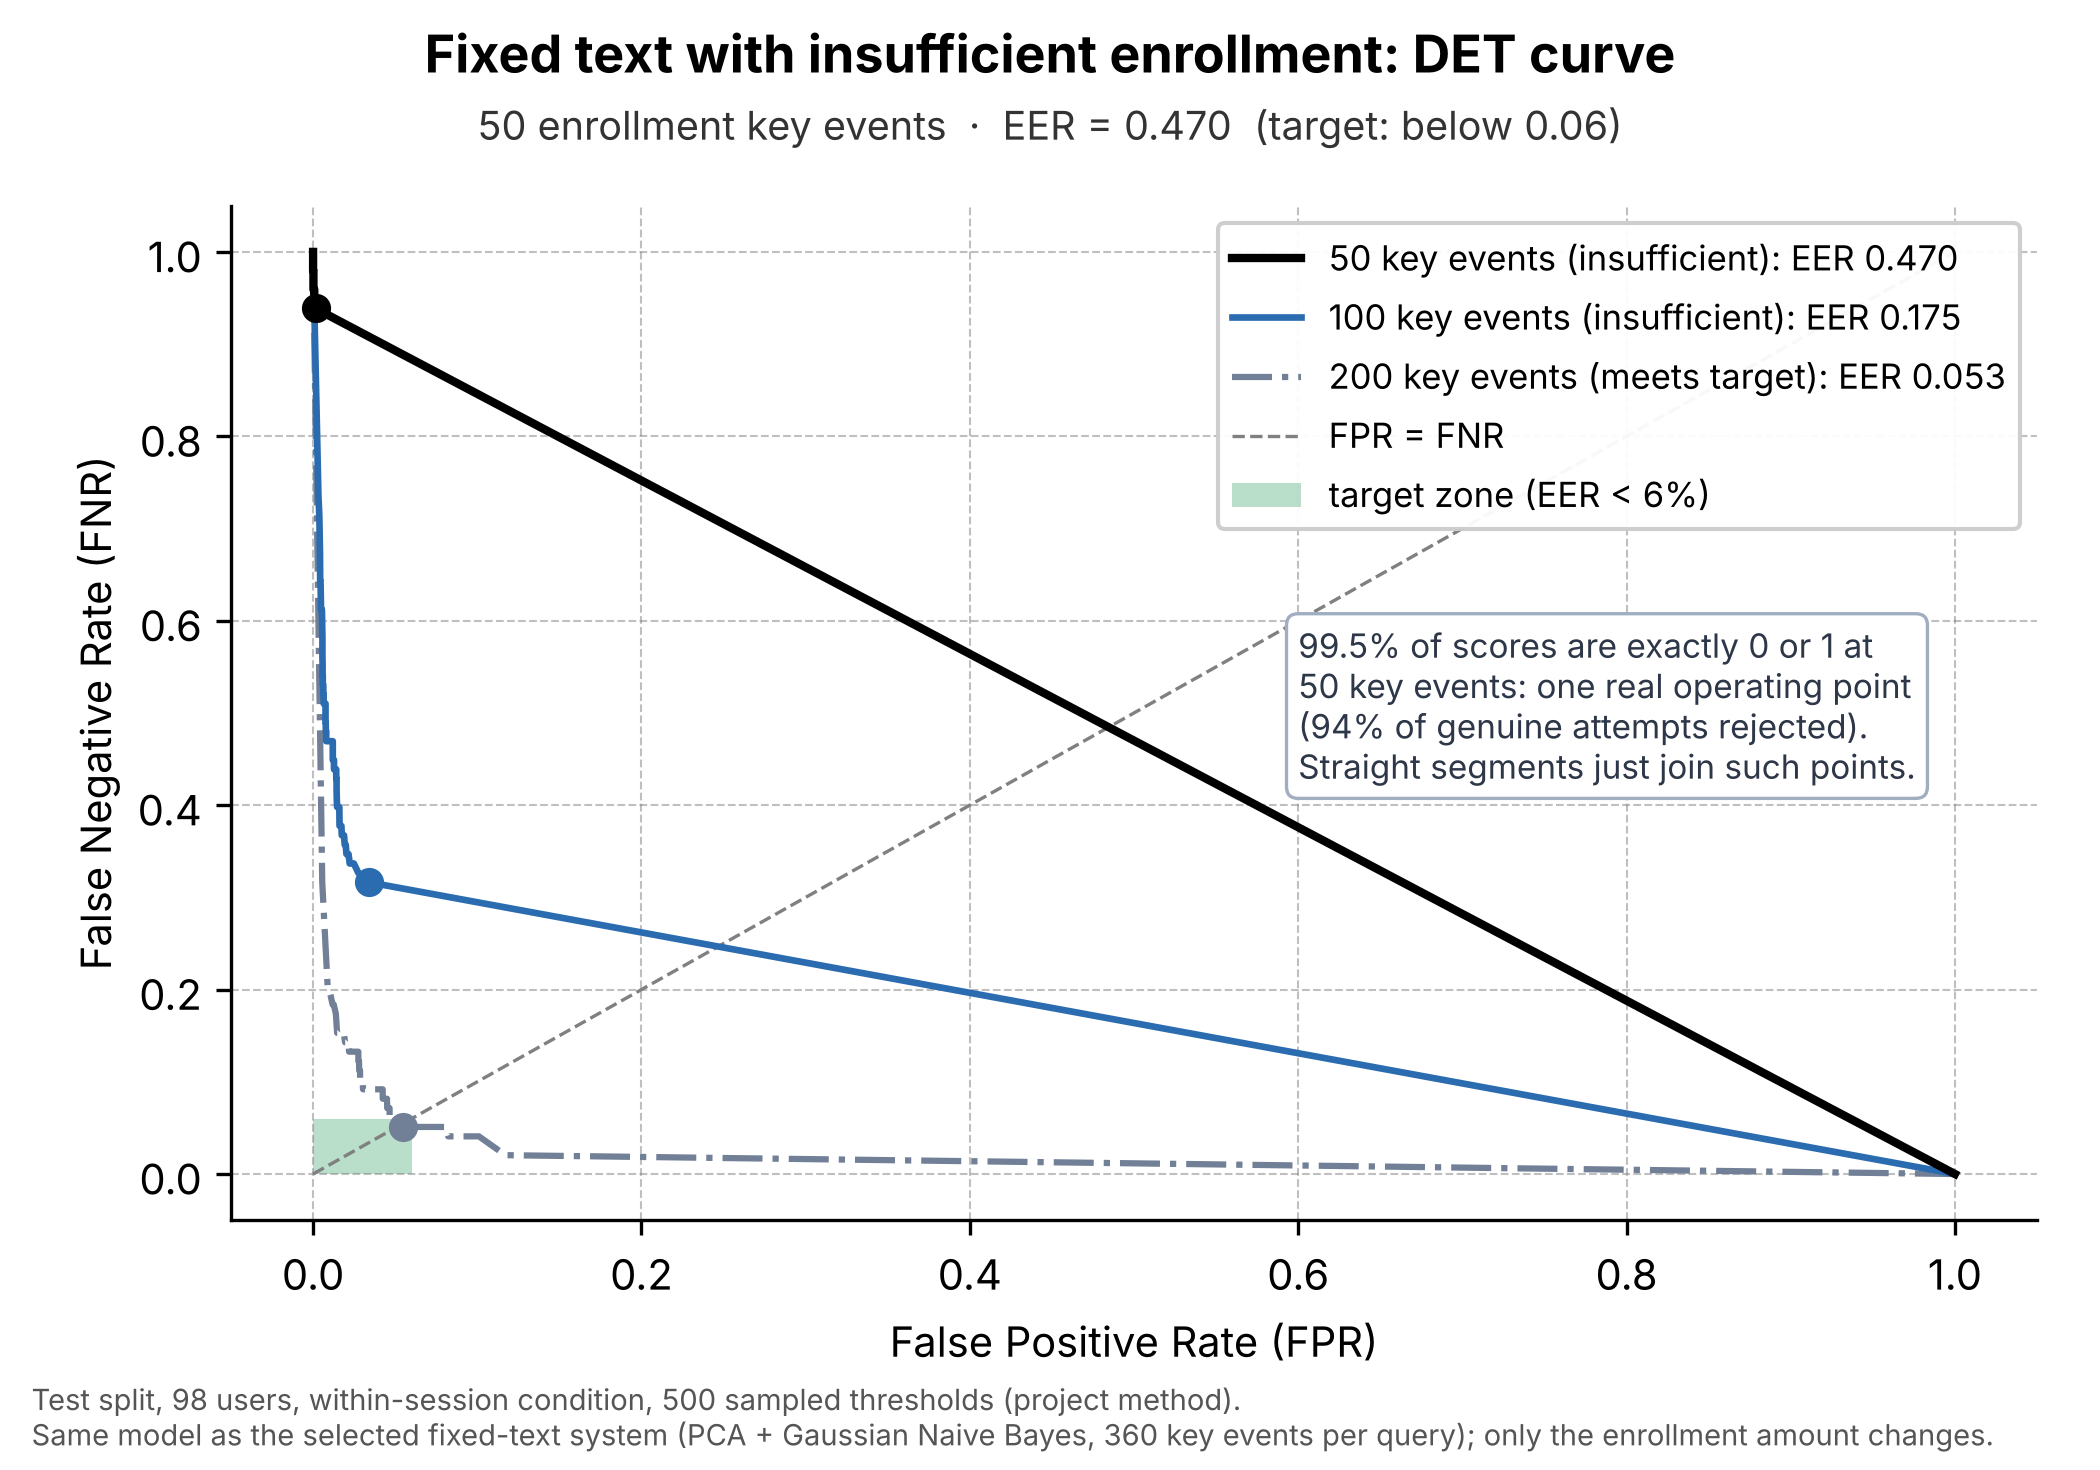 Fixed text with insufficient enrollment: DET curve
50 enrollment key events · EER = 0.470 (target: below 0.06)
False Negative Rate (FNR)
1.0
0.8
0.6
0.4
0.2
0.0
50 key events (insufficient): EER 0.470
100 key events (insufficient): EER 0.175
200 key events (meets target): EER 0.053
FPR = FNR
target zone (EER < 6%)
99.5% of scores are exactly 0 or 1 at
50 key events: one real operating point
(94% of genuine attempts rejected).
Straight segments just join such points.
0.0 0.2 0.4 0.6 0.8 1.0
False Positive Rate (FPR)
Test split, 98 users, within-session condition, 500 sampled thresholds (project method).
Same model as the selected fixed-text system (PCA + Gaussian Naive Bayes, 360 key events per query); only the enrollment amount changes.